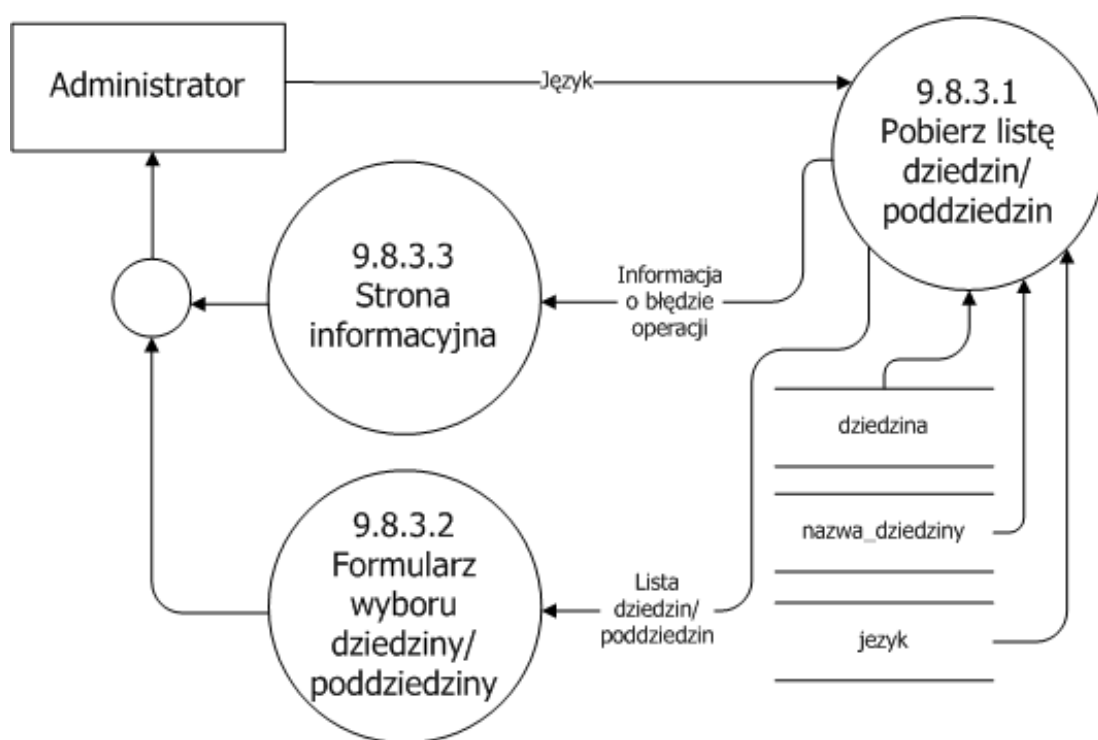 Administrator
Język
9.8.3.1
Pobierz listę
dziedzin/
poddziedzin
9.8.3.3
Strona
informacyjna
Informacja
o błędzie
operacji
dziedzina
nazwa_dziedziny
jezyk
9.8.3.2
Formularz
wyboru
dziedziny/
poddziedziny
Lista
dziedzin/
poddziedzin